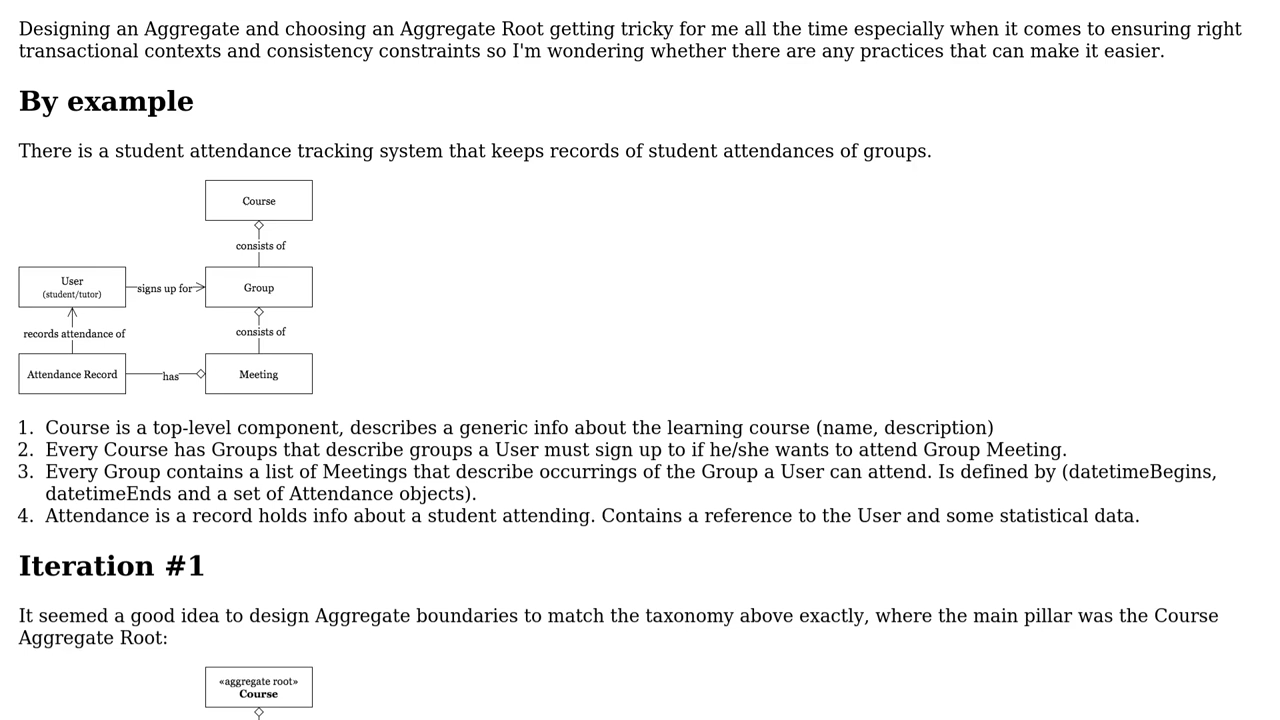 Designing an Aggregate and choosing an Aggregate Root getting tricky for me all the time especially when it comes to ensuring right
transactional contexts and consistency constraints so I'm wondering whether there are any practices that can make it easier.
By example
There is a student attendance tracking system that keeps records of student attendances of groups.
Course
consists of
User
(student/tutor)
signs up for
Group
records attendance of
consists of
Attendance Record
has
Meeting
1. Course is a top-level component, describes a generic info about the learning course (name, description)
2. Every Course has Groups that describe groups a User must sign up to if he/she wants to attend Group Meeting.
3. Every Group contains a list of Meetings that describe occurrings of the Group a User can attend. Is defined by (datetimeBegins,
datetimeEnds and a set of Attendance objects).
4. Attendance is a record holds info about a student attending. Contains a reference to the User and some statistical data.
Iteration #1
It seemed a good idea to design Aggregate boundaries to match the taxonomy above exactly, where the main pillar was the Course
Aggregate Root:
«aggregate root»
Course